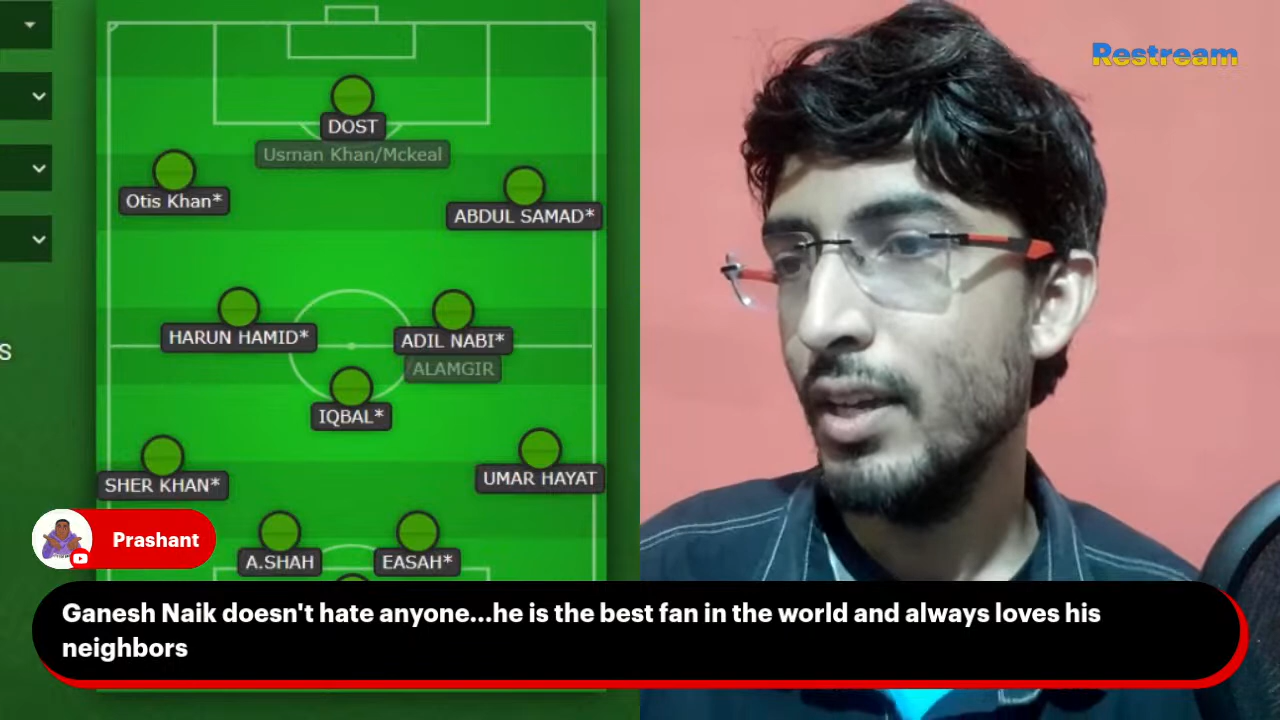 Restream
DOST
Usman Khan/Mckeal
Otis Khan*
ABDUL SAMAD*
HARUN HAMID*
ADIL NABI*
ALAMGIR
IQBAL*
S
SHER KHAN*
UMAR HAYAT
A.SHAH
EASAH*
Prashant
Ganesh Naik doesn't hate anyone...he is the best fan in the world and always loves his
neighbors